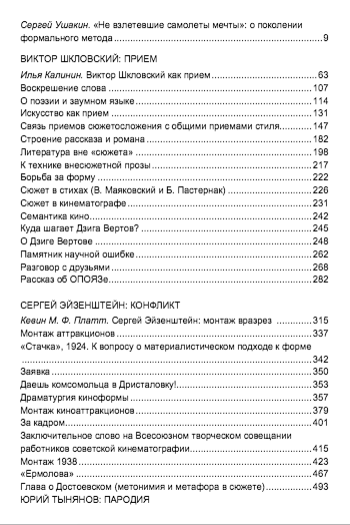 Сергей Ушакин. «Не взлетевшие самолеты мечты»: о поколении
формального метода.....9
ВИКТОР ШКЛОВСКИЙ: ПРИЕМ
Илья Калинин. Виктор Шкловский как прием.....63
Воскрешение слова.....107
О поэзии и заумном языке.....114
Искусство как прием.....131
Связь приемов сюжетосложения с общими приемами стиля.....147
Строение рассказа и романа.....182
Литература вне «сюжета».....198
К технике внесюжетной прозы.....217
Борьба за форму.....222
Сюжет в стихах (В. Маяковский и Б. Пастернак).....226
Сюжет в кинематографе.....231
Семантика кино.....242
Куда шагает Дзига Вертов?.....245
О Дзиге Вертове.....248
Памятник научной ошибке.....262
Разговор с друзьями.....268
Рассказ об ОПОЯЗе.....282
СЕРГЕЙ ЭЙЗЕНШТЕЙН: КОНФЛИКТ
Кевин М. Ф. Платт. Сергей Эйзенштейн: монтаж вразрез.....315
Монтаж аттракционов.....337
«Стачка», 1924. К вопросу о материалистическом подходе к форме
.....342
Заявка.....350
Даешь комсомольца в Дристаловку!.....353
Драматургия киноформы.....357
Монтаж киноаттракционов.....379
За кадром.....401
Заключительное слово на Всесоюзном творческом совещании
работников советской кинематографии.....415
Монтаж 1938.....423
«Ермолова».....467
Глава о Достоевском (метонимия и метафора в сюжете).....493
ЮРИЙ ТЫНЯНОВ: ПАРОДИЯ